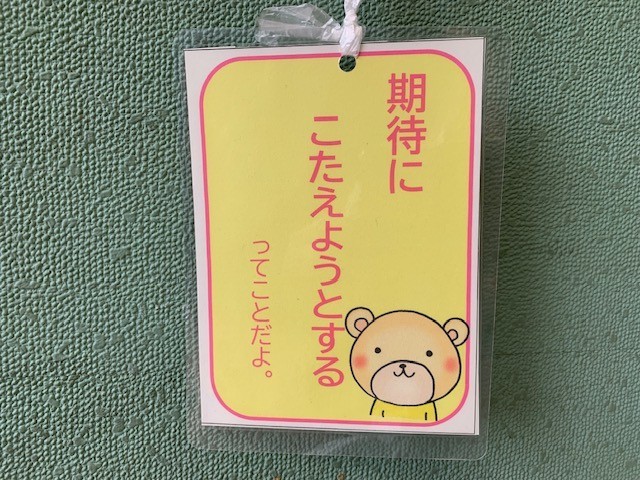 期待に
こたえようとする
ってことだよ。